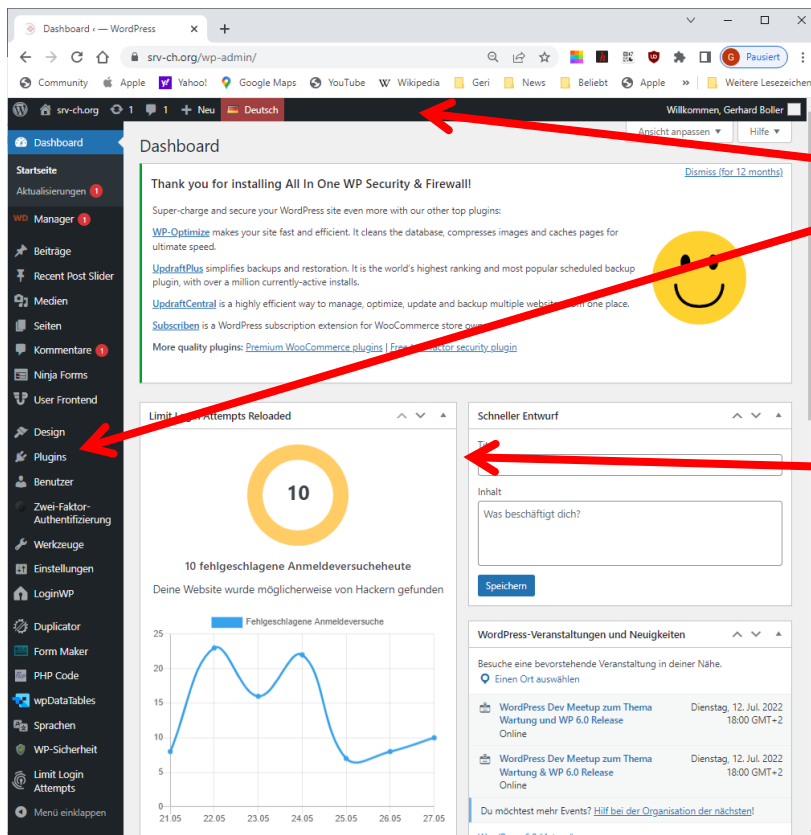 Dashboard ‹ — WordPress
srv-ch.org/wp-admin/
G Pausiert
Community Apple Yahoo! Google Maps YouTube Wikipedia Geri News Beliebt Apple » Weitere Lesezeichen
srv-ch.org 1 1 + Neu Deutsch Willkommen, Gerhard Boller
Ansicht anpassen ▼ Hilfe ▼
Dashboard
Startseite
Aktualisierungen 1
WD Manager 1
Beiträge
Recent Post Slider
Medien
Seiten
Kommentare 1
Ninja Forms
User Frontend
Design
Plugins
Benutzer
Zwei-Faktor-
Authentifizierung
Werkzeuge
Einstellungen
LoginWP
Duplicator
Form Maker
PHP Code
wpDataTables
Sprachen
WP-Sicherheit
Limit Login
Attempts
Menü einklappen
Dashboard
Thank you for installing All In One WP Security & Firewall!
Dismiss (for 12 months)
Super-charge and secure your WordPress site even more with our other top plugins:
WP-Optimize makes your site fast and efficient. It cleans the database, compresses images and caches pages for
ultimate speed.
UpdraftPlus simplifies backups and restoration. It is the world's highest ranking and most popular scheduled backup
plugin, with over a million currently-active installs.
UpdraftCentral is a highly efficient way to manage, optimize, update and backup multiple websites from one place.
Subscriben is a WordPress subscription extension for WooCommerce store
More quality plugins: Premium WooCommerce plugins | Free two-factor security plugin
Limit Login Attempts Reloaded
10
10 fehlgeschlagene Anmeldeversucheheute
Deine Website wurde möglicherweise von Hackern gefunden
Fehlgeschlagene Anmeldeversuche
25
20
15
10
5
0
21.05 22.05 23.05 24.05 25.05 26.05 27.05
Schneller Entwurf
Inhalt
Was beschäftigt dich?
Speichern
WordPress-Veranstaltungen und Neuigkeiten
Besuche eine bevorstehende Veranstaltung in deiner Nähe.
Einen Ort auswählen
WordPress Dev Meetup zum Thema Dienstag, 12. Jul. 2022
Wartung und WP 6.0 Release 18:00 GMT+2
Online
WordPress Dev Meetup zum Thema Dienstag, 12. Jul. 2022
Wartung & WP 6.0 Release 18:00 GMT+2
Online
Du möchtest mehr Events? Hilf bei der Organisation der nächsten!